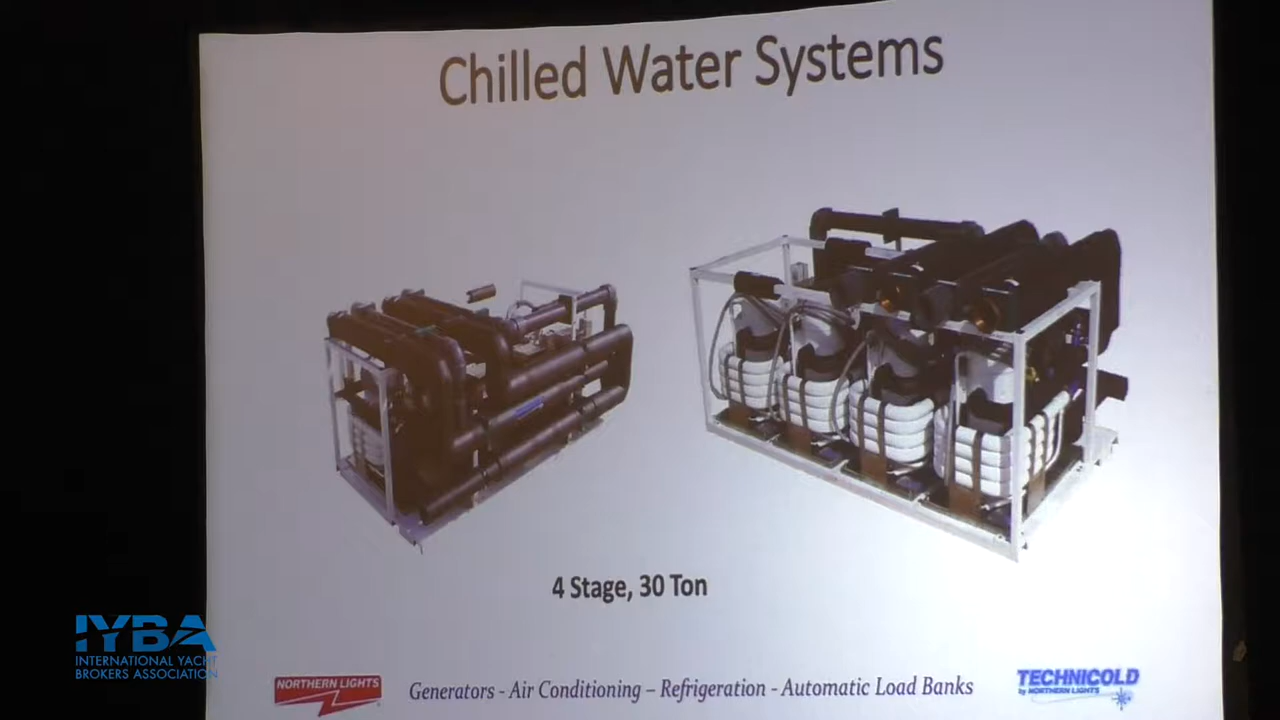 Chilled Water Systems
4 Stage, 30 Ton
IYBA
INTERNATIONAL YACHT
BROKERS ASSOCIATION
NORTHERN LIGHTS
Generators - Air Conditioning – Refrigeration - Automatic Load Banks
TECHNICOLD
by NORTHERN LIGHTS